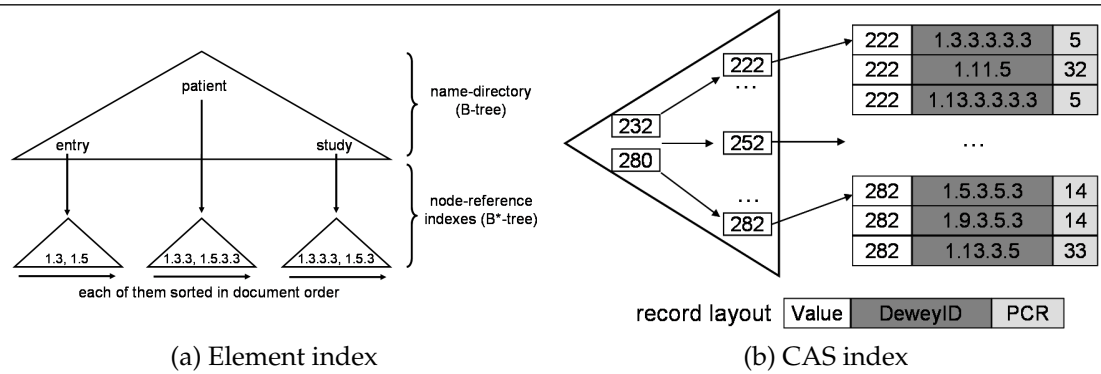 patient
entry
study
name-directory
(B-tree)
node-reference
indexes (B*-tree)
1.3, 1.5
1.3.3, 1.5.3.3
1.3.3.3, 1.5.3
each of them sorted in document order
(a) Element index
232
280
222
...
252
...
282
222 1.3.3.3.3.3 5
222 1.11.5 32
222 1.13.3.3.3.3 5
...
282 1.5.3.5.3 14
282 1.9.3.5.3 14
282 1.13.3.5 33
record layout Value DeweyID PCR
(b) CAS index